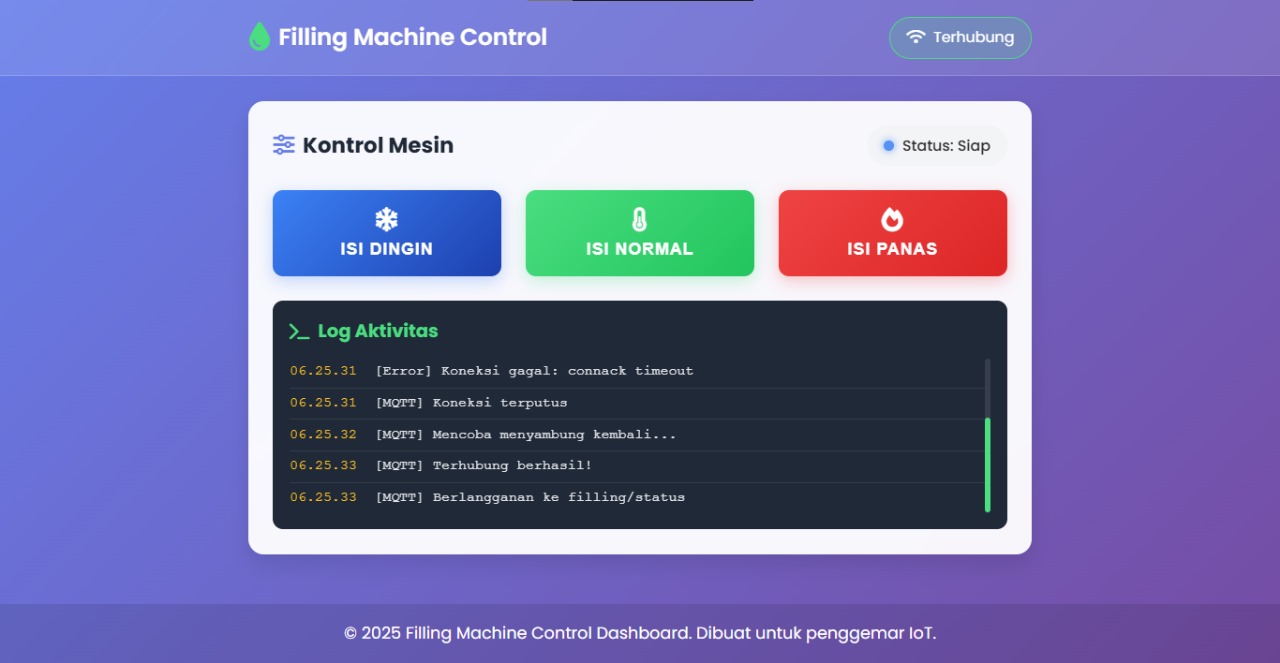 Filling Machine Control
Terhubung
Kontrol Mesin
Status: Siap
ISI DINGIN
ISI NORMAL
ISI PANAS
Log Aktivitas
06.25.31 [Error] Koneksi gagal: connack timeout
06.25.31 [MQTT] Koneksi terputus
06.25.32 [MQTT] Mencoba menyambung kembali...
06.25.33 [MQTT] Terhubung berhasil!
06.25.33 [MQTT] Berlangganan ke filling/status
© 2025 Filling Machine Control Dashboard. Dibuat untuk penggemar IoT.